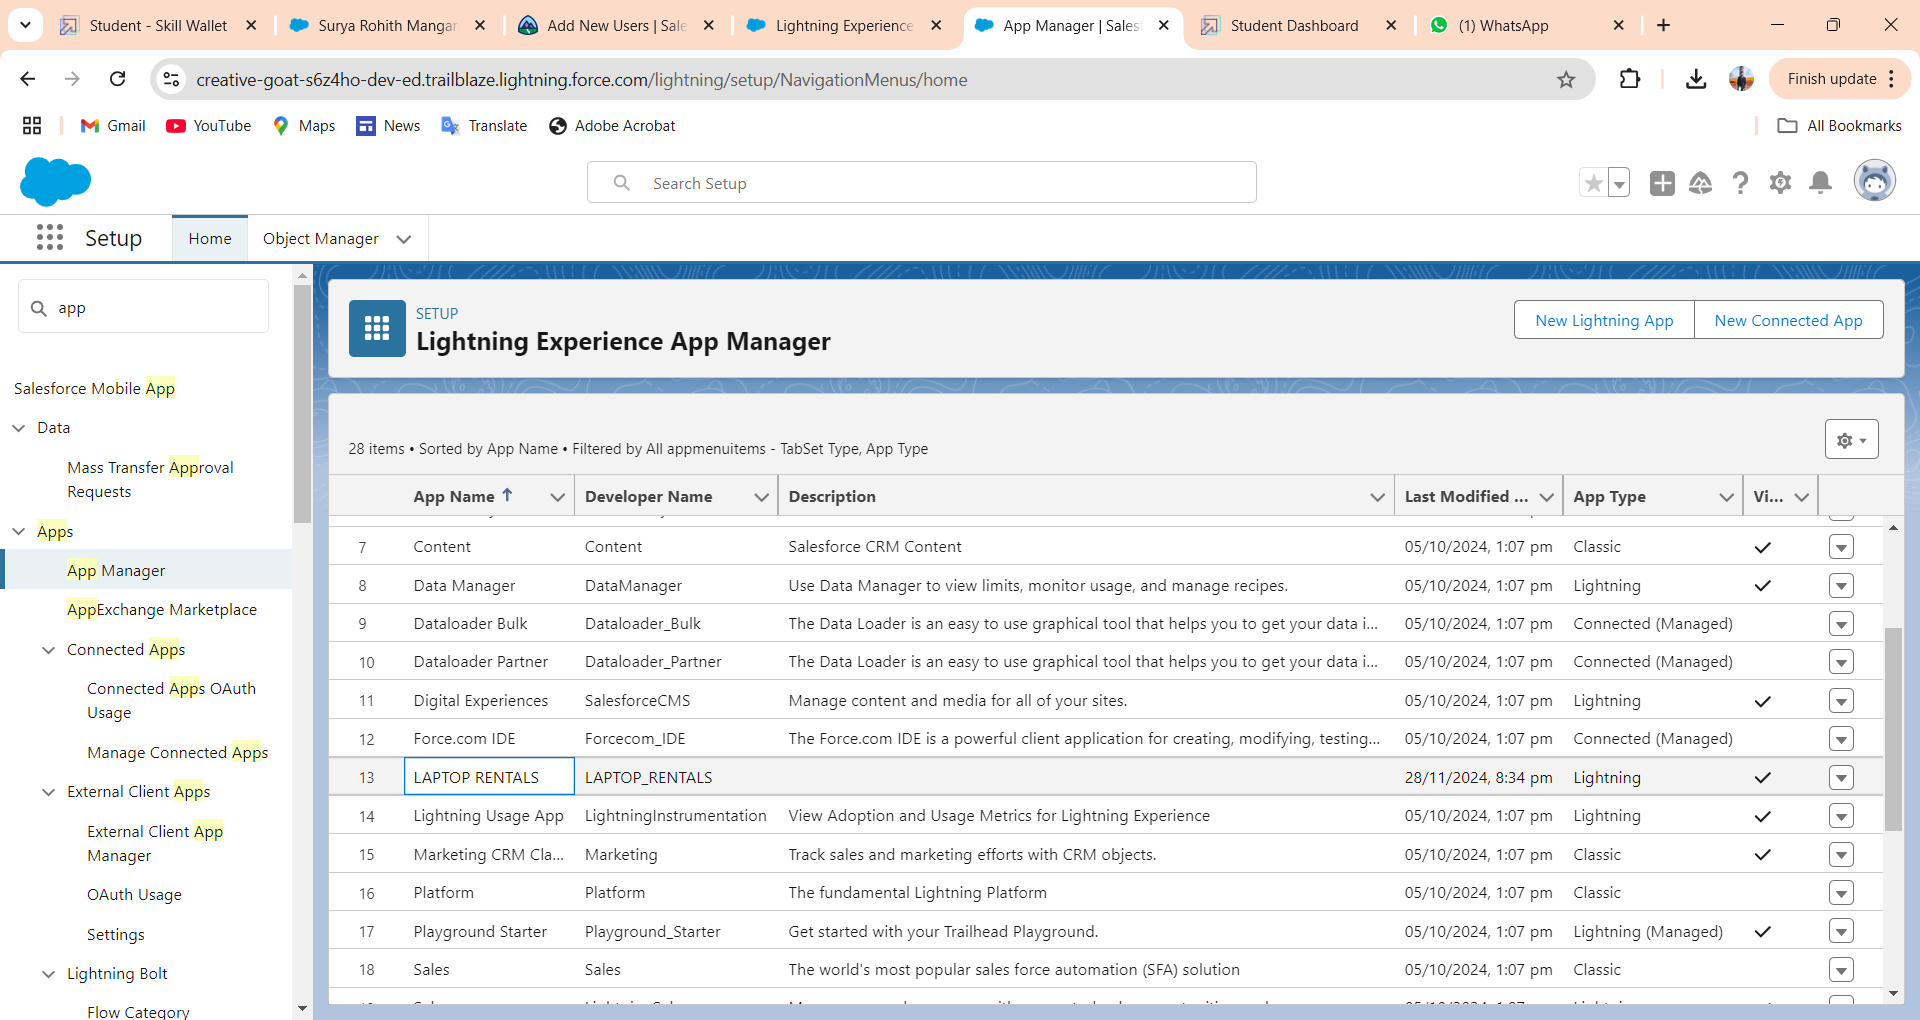 Student - Skill Wallet
Surya Rohith Mangar
Add New Users | Sale
Lightning Experience
App Manager | Sales
Student Dashboard
(1) WhatsApp
creative-goat-s6z4ho-dev-ed.trailblaze.lightning.force.com/lightning/setup/NavigationMenus/home
Finish update
Gmail
YouTube
Maps
News
Translate
Adobe Acrobat
All Bookmarks
Search Setup
Setup
Home
Object Manager
app
Salesforce Mobile App
Data
Mass Transfer Approval
Requests
Apps
App Manager
AppExchange Marketplace
Connected Apps
Connected Apps OAuth
Usage
Manage Connected Apps
External Client Apps
External Client App
Manager
OAuth Usage
Settings
Lightning Bolt
Flow Category
SETUP
Lightning Experience App Manager
New Lightning App
New Connected App
28 items • Sorted by App Name • Filtered by All appmenuitems - TabSet Type, App Type
App Name Developer Name Description Last Modified ... App Type Vi...
7 Content Content Salesforce CRM Content 05/10/2024, 1:07 pm Classic
8 Data Manager DataManager Use Data Manager to view limits, monitor usage, and manage recipes. 05/10/2024, 1:07 pm Lightning
9 Dataloader Bulk Dataloader_Bulk The Data Loader is an easy to use graphical tool that helps you to get your data i... 05/10/2024, 1:07 pm Connected (Managed)
10 Dataloader Partner Dataloader_Partner The Data Loader is an easy to use graphical tool that helps you to get your data i... 05/10/2024, 1:07 pm Connected (Managed)
11 Digital Experiences SalesforceCMS Manage content and media for all of your sites. 05/10/2024, 1:07 pm Lightning
12 Force.com IDE Forcecom_IDE The Force.com IDE is a powerful client application for creating, modifying, testing... 05/10/2024, 1:07 pm Connected (Managed)
13 LAPTOP RENTALS LAPTOP_RENTALS 28/11/2024, 8:34 pm Lightning
14 Lightning Usage App LightningInstrumentation View Adoption and Usage Metrics for Lightning Experience 05/10/2024, 1:07 pm Lightning
15 Marketing CRM Cla... Marketing Track sales and marketing efforts with CRM objects. 05/10/2024, 1:07 pm Classic
16 Platform Platform The fundamental Lightning Platform 05/10/2024, 1:07 pm Classic
17 Playground Starter Playground_Starter Get started with your Trailhead Playground. 05/10/2024, 1:07 pm Lightning (Managed)
18 Sales Sales The world's most popular sales force automation (SFA) solution 05/10/2024, 1:07 pm Classic